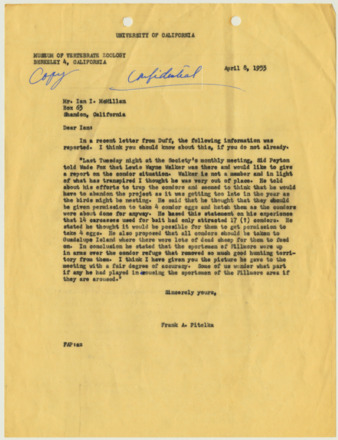 UNIVERSITY OF CALIFORNIA
MUSEUM OF VERTEBRATE ZOOLOGY
BERKELEY 4, CALIFORNIA
April 8, 1953
Copy
Confidential
Mr. Ian I. McMillan
Box 63
Shandon, California
Dear Ian:
In a recent letter from Duff, the following information was
reported. I think you should know about this, if you do not already.
"Last Tuesday night at the Society's monthly meeting, Sid Peyton
told Wade Fox that Lewis Wayne Walker was there and would like to give
a report on the condor situation. Walker is not a member and in light
of what has transpired I thought he was very out of place. He told
about his efforts to trap the condors and seemed to think that he would
have to abandon the project as it was getting too late in the year as
the birds might be nesting. He said that he thought that they should
be given permission to take 4 condor eggs and hatch them as the condors
were about done for anyway. He based this statement on his experience
that 14 carcasses used for bait had only attracted 17 (!) condors. He
stated he thought it would be possible for them to get permission to
take 4 eggs. He also proposed that all condors should be taken to
Guadalupe Island where there were lots of dead sheep for them to feed
on. In conclusion he stated that the sportsmen of Fillmore were up
in arms over the condor refuge that removed so much good hunting terri-
tory from them. I think I have given you the picture he gave to the
meeting with a fair degree of accuracy. Some of us wonder what part
if any he had played in arousing the sportsmen of the Fillmore area if
they are aroused."
Sincerely yours,
Frank A. Pitelka
FAP: